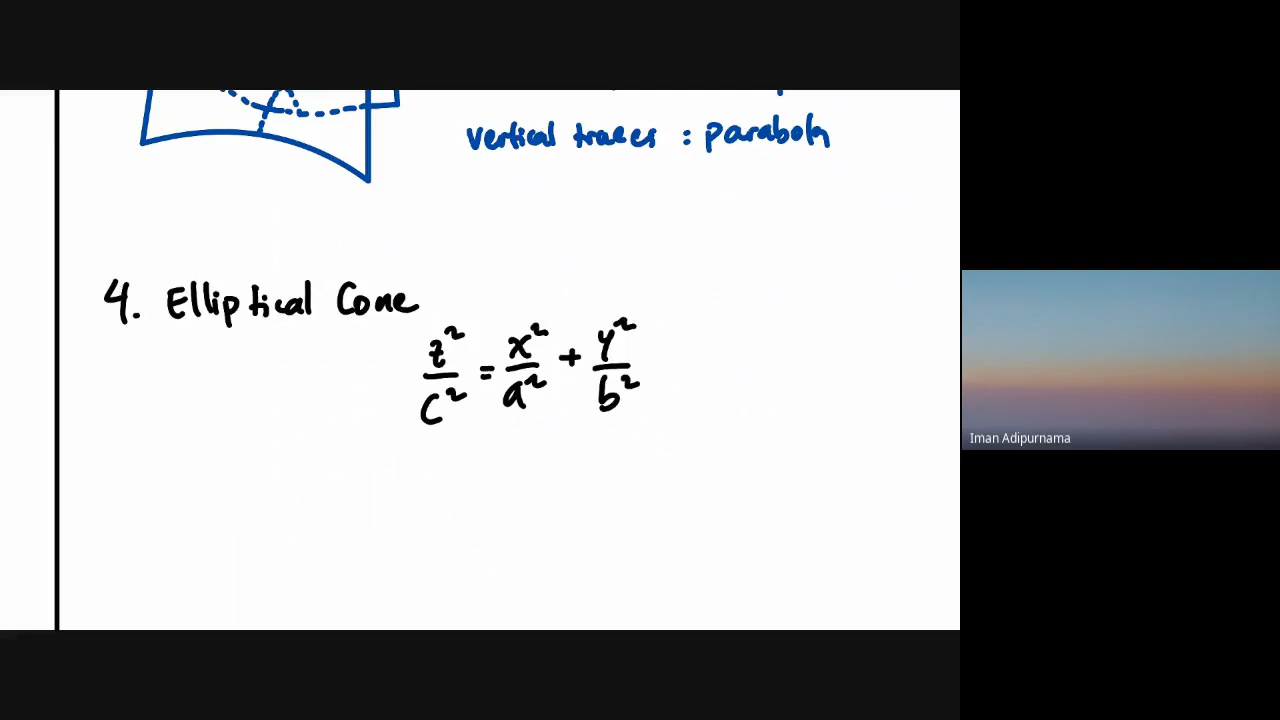 vertical traces : parabola
4. Elliptical Cone
z²/c² = x²/a² + y²/b²
Iman Adipurnama